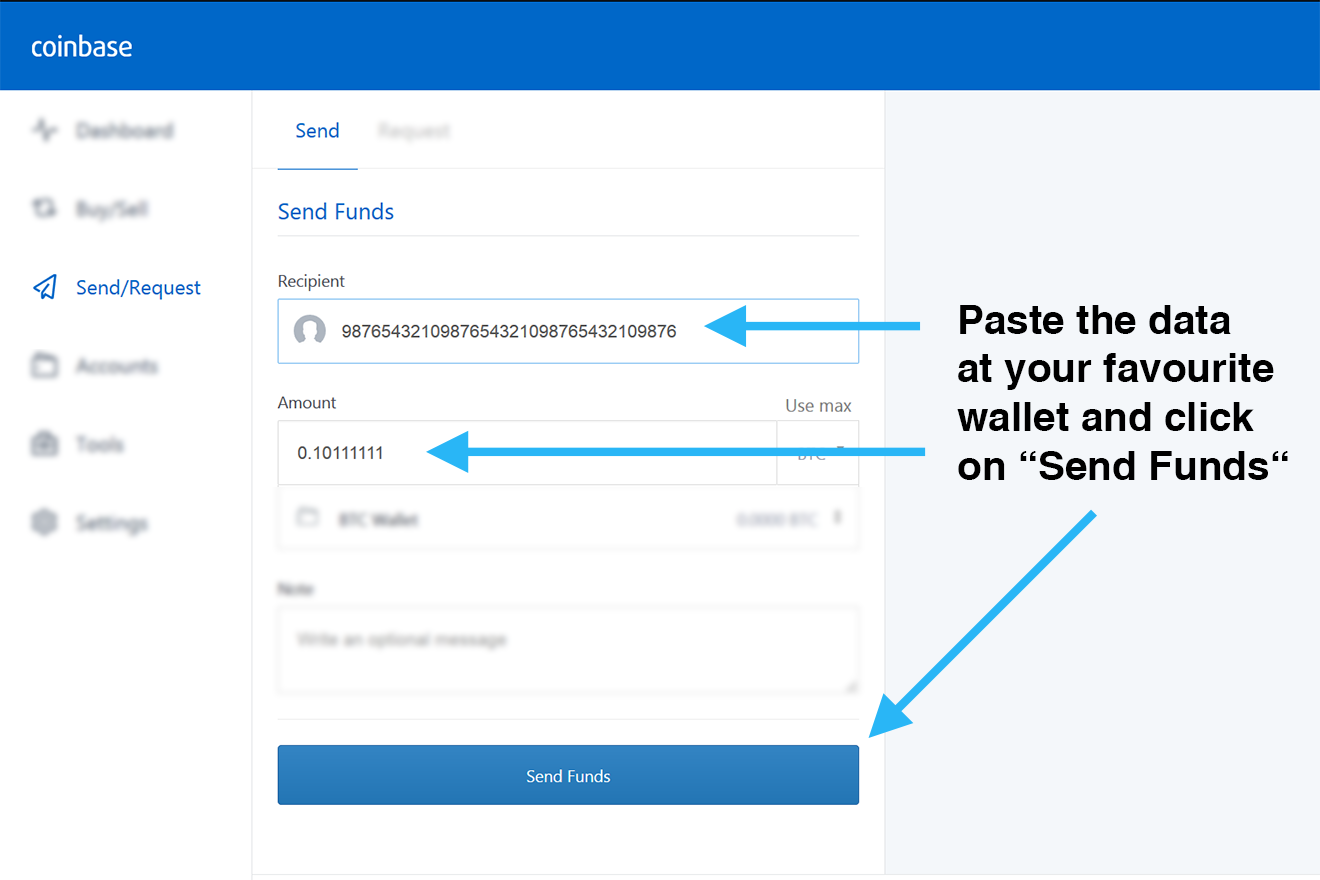 coinbase
Dashboard
Buy/Sell
Send/Request
Accounts
Tools
Settings
Send Request
Send Funds
Recipient
9876543210987654321098765432109876
Amount Use max
0.10111111 BTC
BTC Wallet 0.0000 BTC
Note
Write an optional message
Send Funds
Paste the data
at your favourite
wallet and click
on “Send Funds“